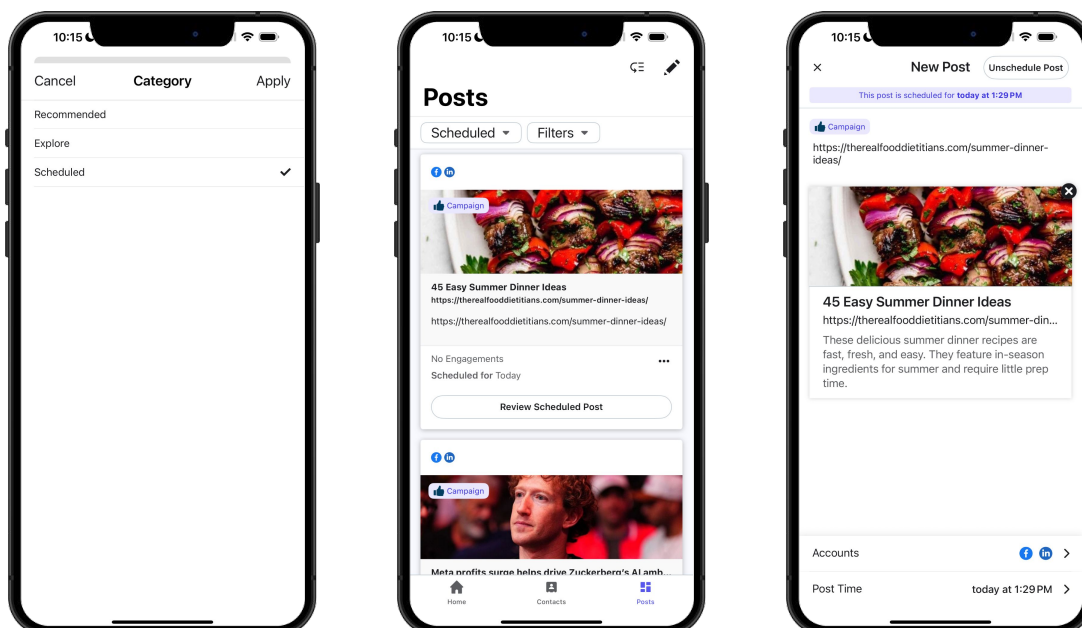 10:15
Cancel Category Apply
Recommended
Explore
Scheduled
10:15
Posts
Scheduled Filters
Campaign
45 Easy Summer Dinner Ideas
https://therealfooddietitians.com/summer-dinner-ideas/
https://therealfooddietitians.com/summer-dinner-ideas/
No Engagements
Scheduled for Today
Review Scheduled Post
Campaign
Meta profits surge helps drive Zuckerberg's AI amb...
Home Contacts Posts
10:15
New Post Unschedule Post
This post is scheduled for today at 1:29 PM
Campaign
https://therealfooddietitians.com/summer-dinner-
ideas/
45 Easy Summer Dinner Ideas
https://therealfooddietitians.com/summer-din...
These delicious summer dinner recipes are
fast, fresh, and easy. They feature in-season
ingredients for summer and require little prep
time.
Accounts
Post Time today at 1:29 PM